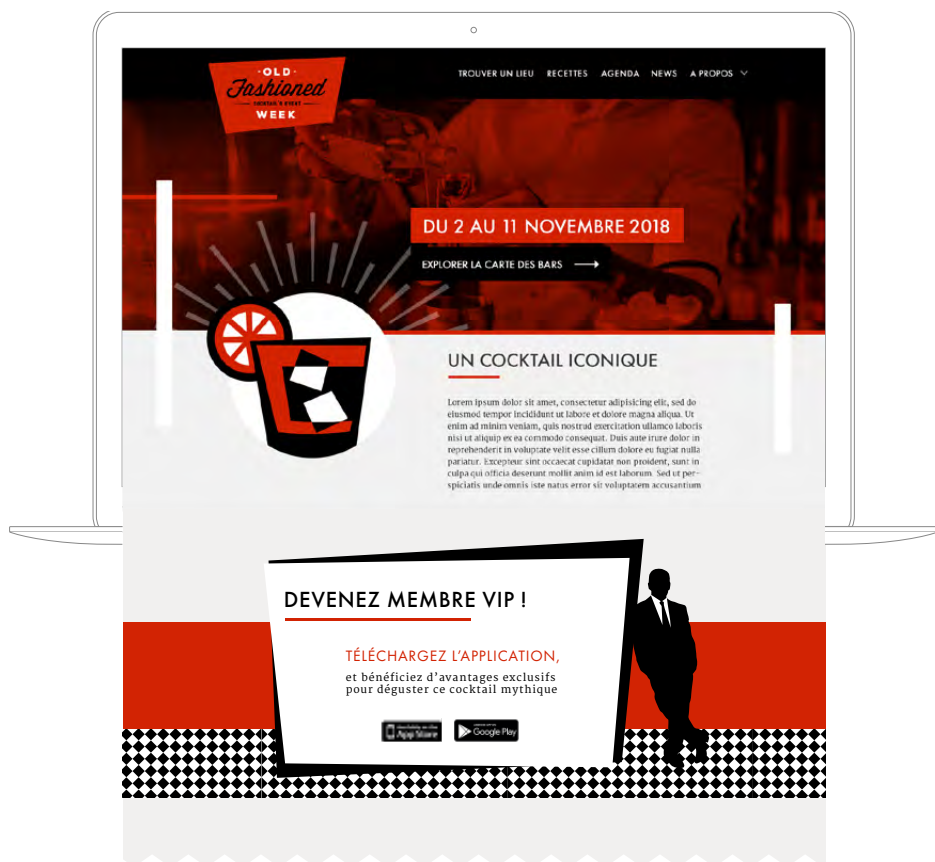 ·OLD·
Fashioned
WEEK
TROUVER UN LIEU RECETTES AGENDA NEWS A PROPOS
DU 2 AU 11 NOVEMBRE 2018
EXPLORER LA CARTE DES BARS
UN COCKTAIL ICONIQUE
Lorem ipsum dolor sit amet, consectetur adipisicing elit, sed do
eiusmod tempor incididunt ut labore et dolore magna aliqua. Ut
enim ad minim veniam, quis nostrud exercitation ullamco laboris
nisi ut aliquip ex ea commodo consequat. Duis aute irure dolor in
reprehenderit in voluptate velit esse cillum dolore eu fugiat nulla
pariatur. Excepteur sint occaecat cupidatat non proident, sunt in
culpa qui officia deserunt mollit anim id est laborum. Sed ut per-
spiciatis unde omnis iste natus error sit voluptatem accusantium
DEVENEZ MEMBRE VIP !
TÉLÉCHARGEZ L'APPLICATION,
et bénéficiez d'avantages exclusifs
pour déguster ce cocktail mythique
App Store
Google Play